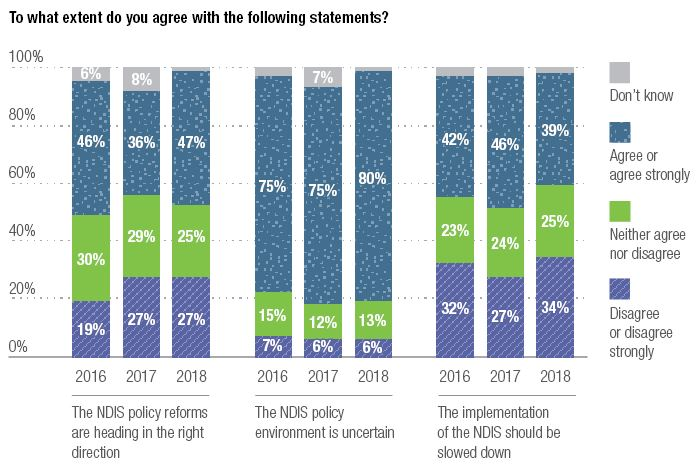 To what extent do you agree with the following statements?
100%
80%
60%
40%
20%
0%
6%
46%
30%
19%
8%
36%
29%
27%
47%
25%
27%
75%
15%
7%
7%
75%
12%
6%
80%
13%
6%
42%
23%
32%
46%
24%
27%
39%
25%
34%
2016 2017 2018
2016 2017 2018
2016 2017 2018
The NDIS policy reforms
are heading in the right
direction
The NDIS policy
environment is uncertain
The implementation
of the NDIS should be
slowed down
Don't know
Agree or
agree strongly
Neither agree
nor disagree
Disagree
or disagree
strongly